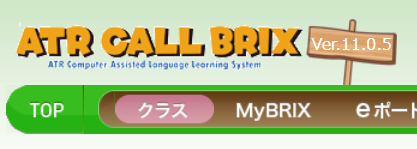 ATR CALL BRIX
Ver.11.0.5
ATR Computer Assisted Language Learning System
TOP クラス MyBRIX eポート